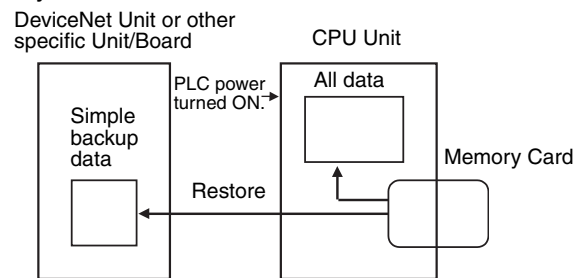 DeviceNet Unit or other
specific Unit/Board
CPU Unit
PLC power
turned ON.
All data
Simple
backup
data
Memory Card
Restore